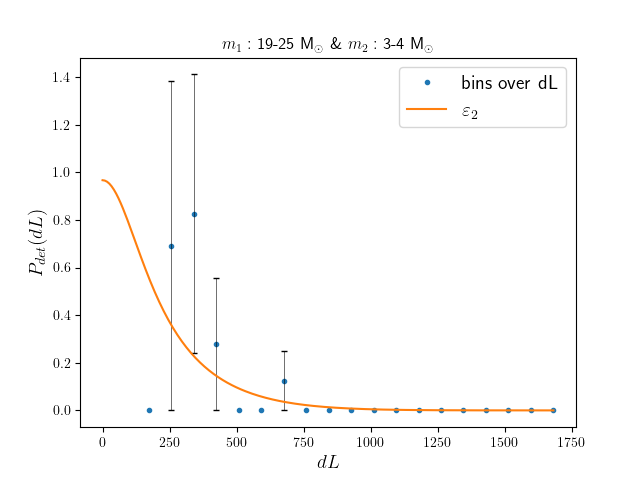 m₁ : 19-25 M⊙ & m₂ : 3-4 M⊙
bins over dL
ε₂
P_det(dL)
1.4
1.2
1.0
0.8
0.6
0.4
0.2
0.0
0 250 500 750 1000 1250 1500 1750
dL